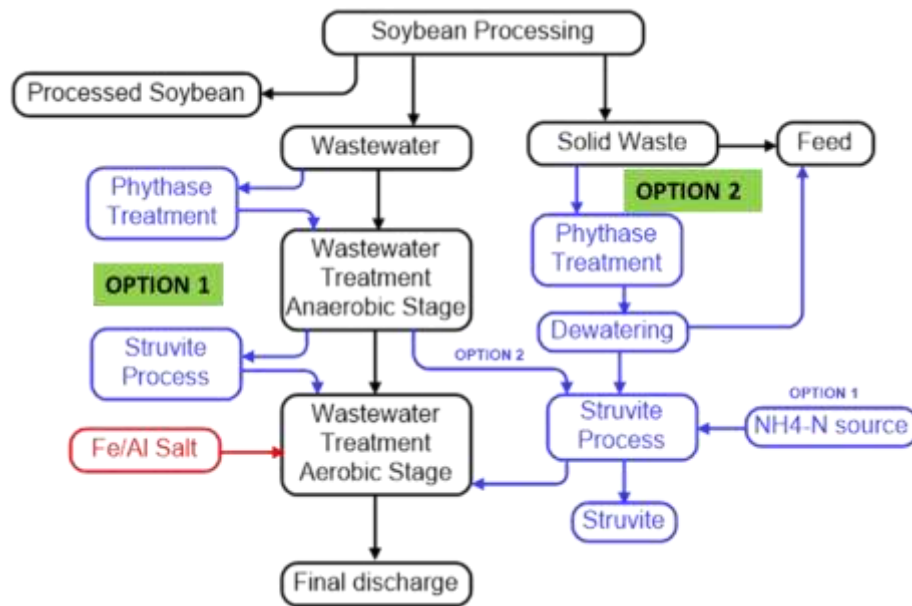 Soybean Processing
Processed Soybean
Wastewater
Solid Waste
Feed
Phythase
Treatment
OPTION 2
Wastewater
Treatment
Anaerobic Stage
Phythase
Treatment
OPTION 1
Struvite
Process
Dewatering
OPTION 2
OPTION 1
Wastewater
Treatment
Aerobic Stage
Struvite
Process
NH4-N source
Fe/Al Salt
Struvite
Final discharge